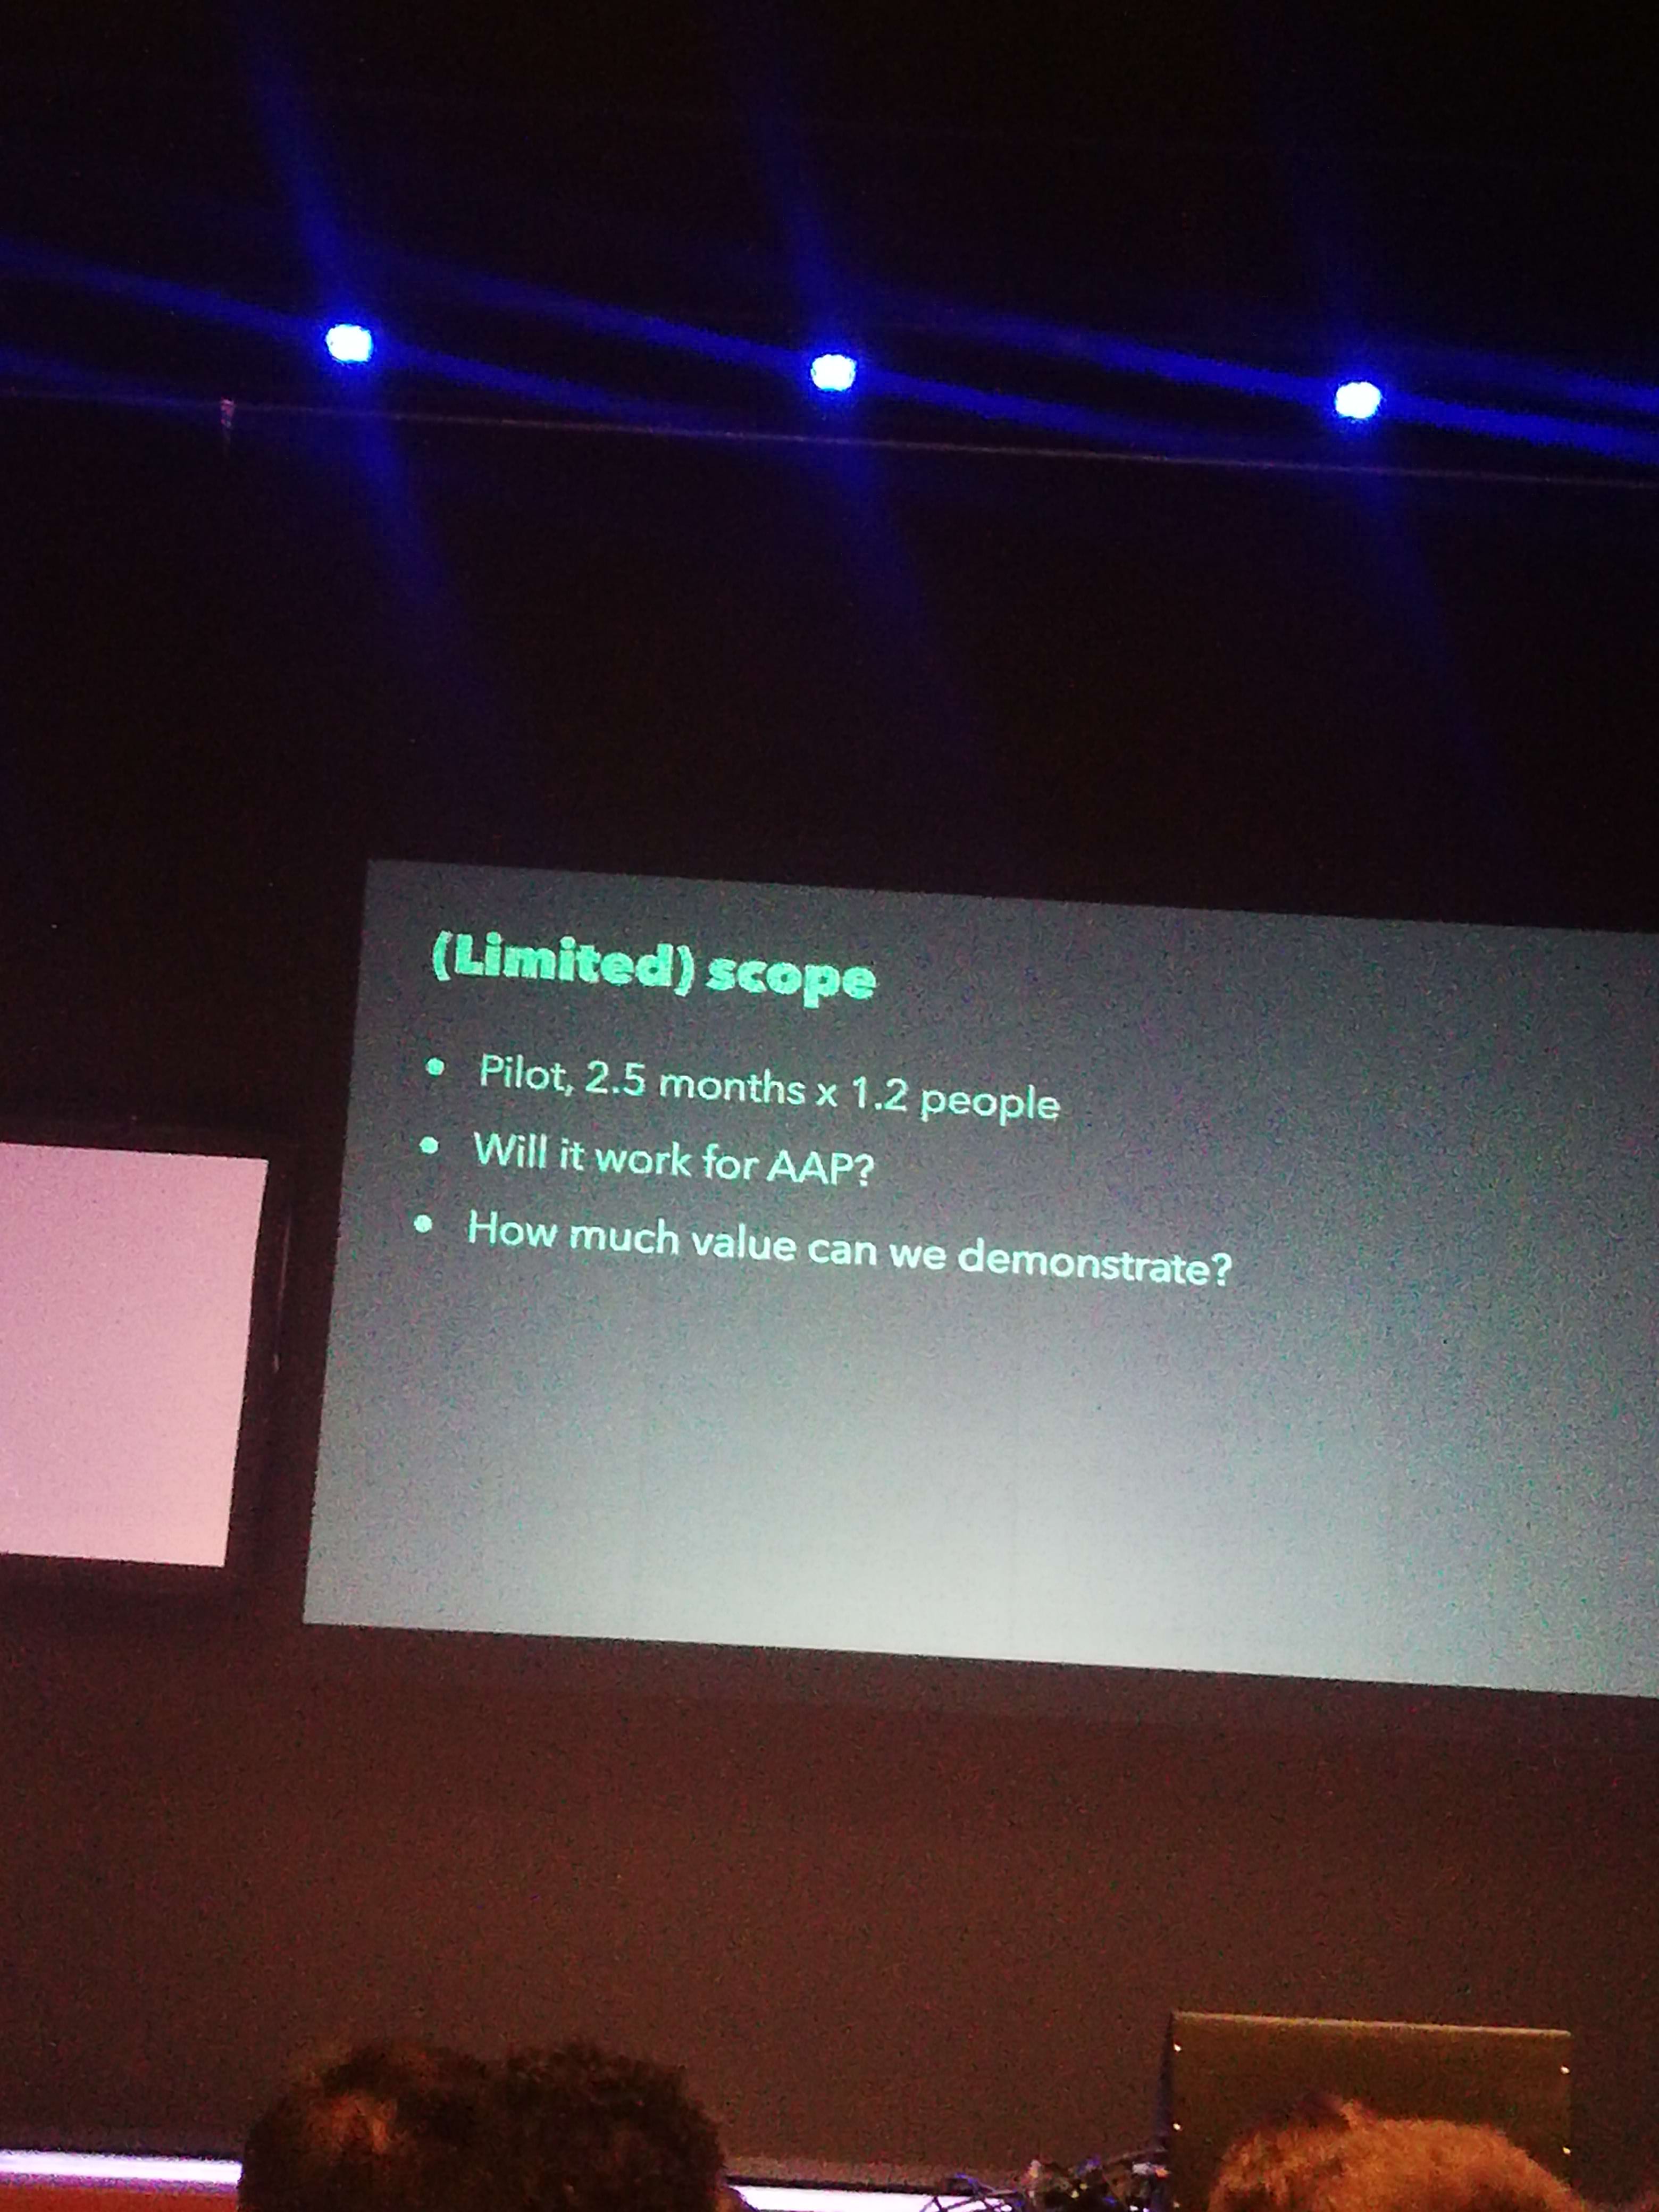 (Limited) scope
• Pilot, 2.5 months x 1.2 people
• Will it work for AAP?
• How much value can we demonstrate?